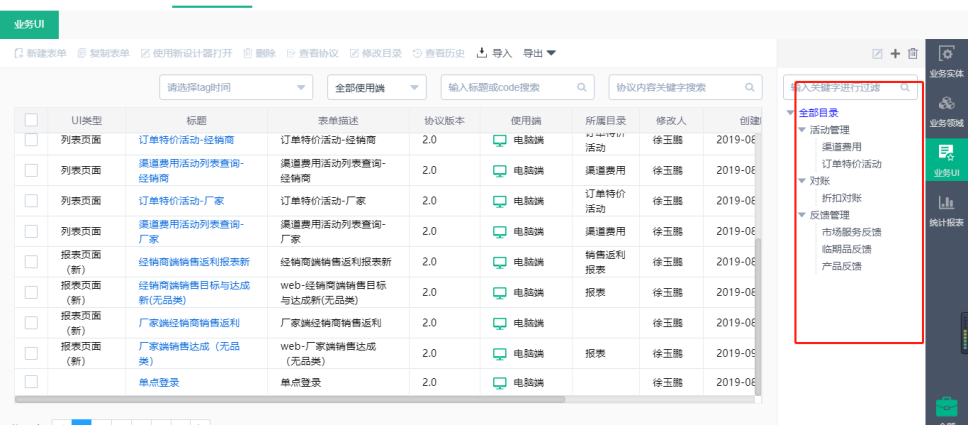 业务UI
新建表单 复制表单 使用新设计器打开 删除 查看协议 修改目录 查看历史 导入 导出
请选择tag时间 全部使用端 输入标题或code搜索 协议内容关键字搜索
UI类型 标题 表单描述 协议版本 使用端 所属目录 修改人 创建
列表页面 订单特价活动-经销商 订单特价活动-经销商 2.0 电脑端 订单特价 徐玉鹏 2019-08
活动
列表页面 渠道费用活动列表查询- 渠道费用活动列表查询- 2.0 电脑端 渠道费用 徐玉鹏 2019-08
经销商 经销商
列表页面 订单特价活动-厂家 订单特价活动-厂家 2.0 电脑端 订单特价 徐玉鹏 2019-08
活动
列表页面 渠道费用活动列表查询- 渠道费用活动列表查询- 2.0 电脑端 渠道费用 徐玉鹏 2019-08
厂家 厂家
报表页面 经销商端销售返利报表新 经销商端销售返利报表新 2.0 电脑端 销售返利 徐玉鹏 2019-08
（新） 报表
报表页面 经销商端销售目标与达成 web-经销商端销售目标 2.0 电脑端 报表 徐玉鹏 2019-08
（新） 新(无品类) 与达成新(无品类)
报表页面 厂家端经销商销售返利 厂家端经销商销售返利 2.0 电脑端 徐玉鹏 2019-08
（新）
报表页面 厂家端销售达成（无品 web-厂家端销售达成 2.0 电脑端 报表 徐玉鹏 2019-09
（新） 类） （无品类）
单点登录 单点登录 2.0 电脑端 徐玉鹏 2019-08
输入关键字进行过滤
全部目录
活动管理
渠道费用
订单特价活动
对账
折扣对账
反馈管理
市场服务反馈
临期品反馈
产品反馈
业务实体
业务领域
业务UI
统计报表